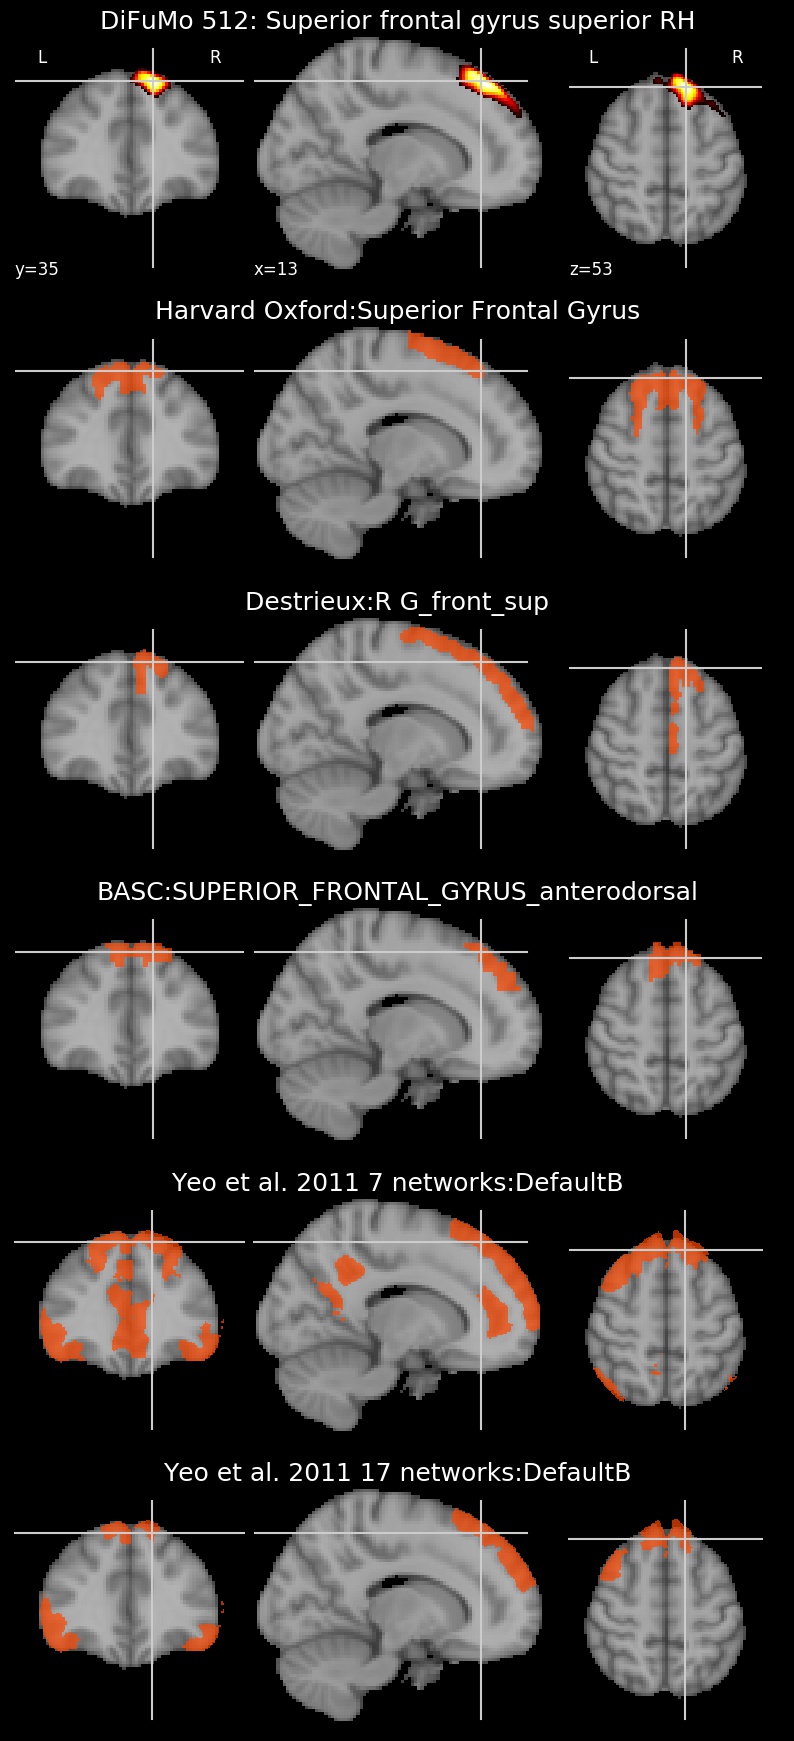 DiFuMo 512: Superior frontal gyrus superior RH
L R L R
y=35 x=13 z=53
Harvard Oxford:Superior Frontal Gyrus
Destrieux:R G_front_sup
BASC:SUPERIOR_FRONTAL_GYRUS_anterodorsal
Yeo et al. 2011 7 networks:DefaultB
Yeo et al. 2011 17 networks:DefaultB